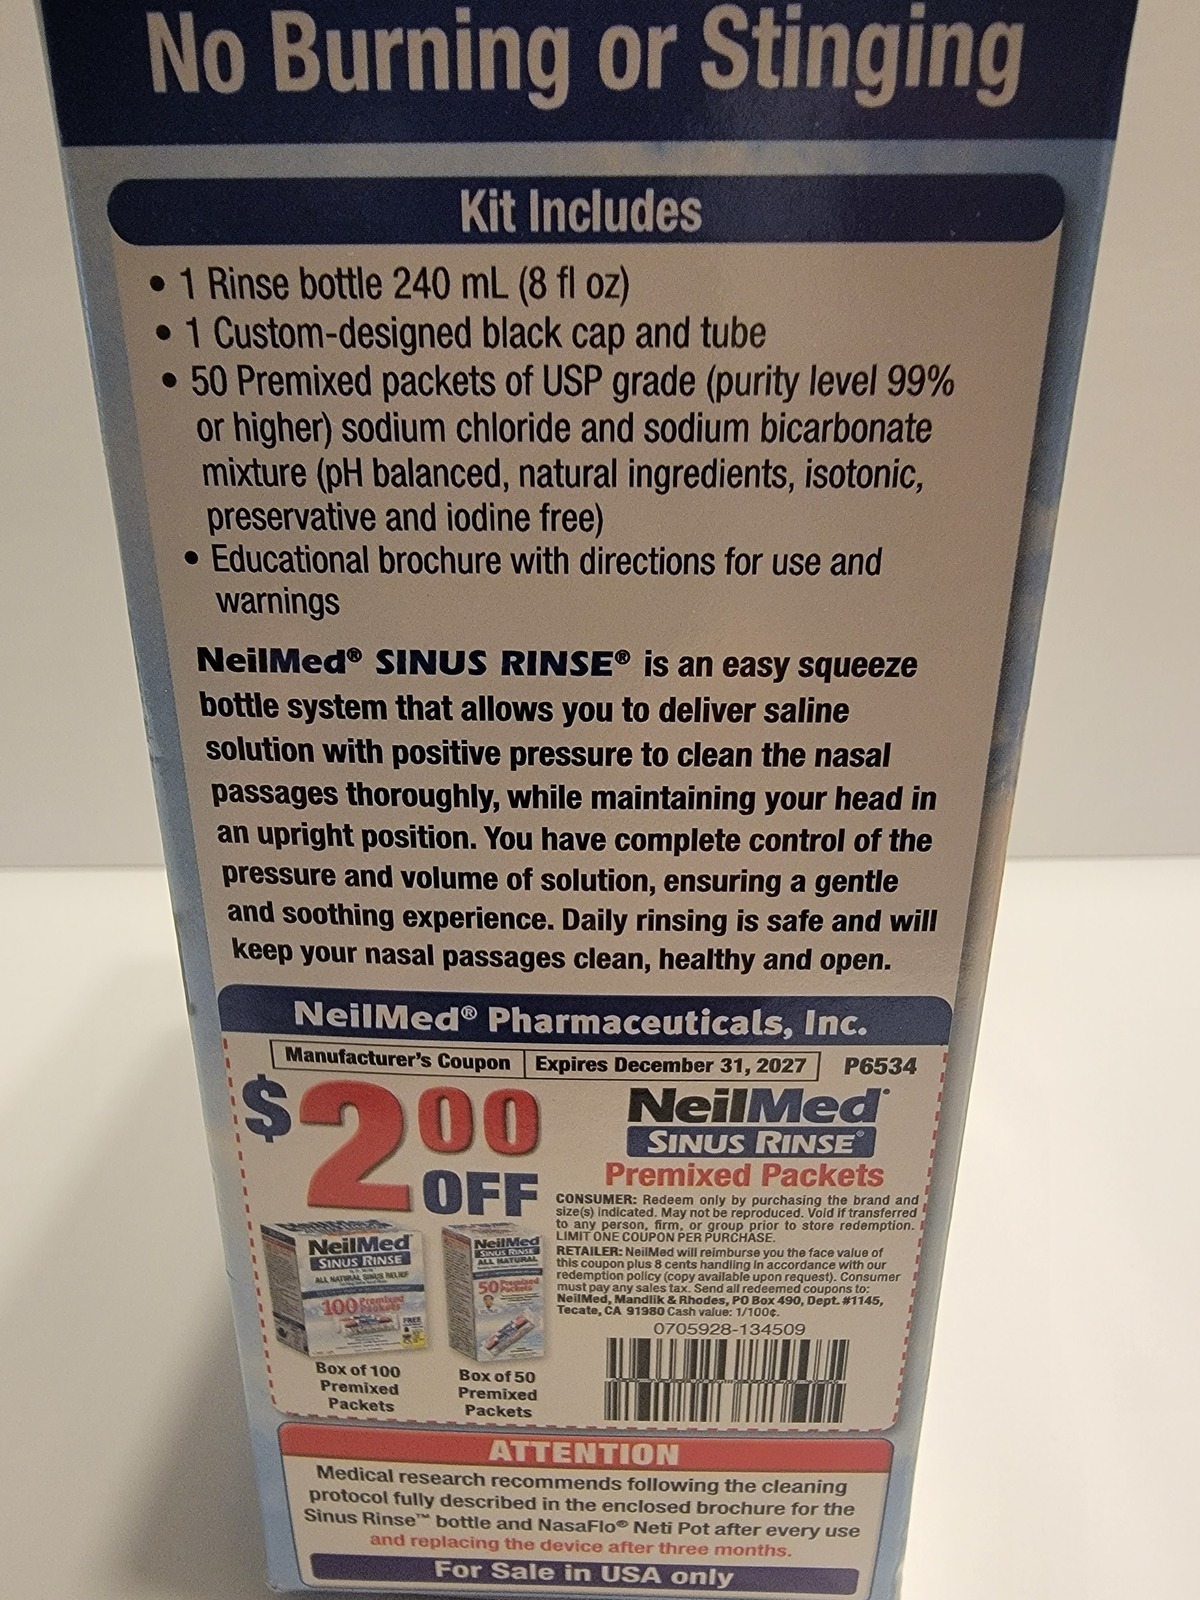 No Burning or Stinging
Kit Includes
• 1 Rinse bottle 240 mL (8 fl oz)
• 1 Custom-designed black cap and tube
• 50 Premixed packets of USP grade (purity level 99%
or higher) sodium chloride and sodium bicarbonate
mixture (pH balanced, natural ingredients, isotonic,
preservative and iodine free)
• Educational brochure with directions for use and
warnings
NeilMed® SINUS RINSE® is an easy squeeze
bottle system that allows you to deliver saline
solution with positive pressure to clean the nasal
passages thoroughly, while maintaining your head in
an upright position. You have complete control of the
pressure and volume of solution, ensuring a gentle
and soothing experience. Daily rinsing is safe and will
keep your nasal passages clean, healthy and open.
NeilMed® Pharmaceuticals, Inc.
Manufacturer's Coupon Expires December 31, 2027 P6534
$2.00 OFF
NeilMed®
SINUS RINSE®
Premixed Packets
CONSUMER: Redeem only by purchasing the brand and
size(s) indicated. May not be reproduced. Void if transferred
to any person, firm, or group prior to store redemption.
LIMIT ONE COUPON PER PURCHASE.
RETAILER: NeilMed will reimburse you the face value of
this coupon plus 8 cents handling in accordance with our
redemption policy (copy available upon request). Consumer
must pay any sales tax. Send all redeemed coupons to:
NeilMed, Mandlik & Rhodes, PO Box 490, Dept. #1145,
Tecate, CA 91980 Cash value: 1/100¢.
0705928-134509
NeilMed
SINUS RINSE
ALL NATURAL SINUS RELIEF
100 Premixed
Packets
FREE
Box of 100
Premixed
Packets
NeilMed
SINUS RINSE
ALL NATURAL
50 Premixed
Packets
Box of 50
Premixed
Packets
ATTENTION
Medical research recommends following the cleaning
protocol fully described in the enclosed brochure for the
Sinus Rinse™ bottle and NasaFlo® Neti Pot after every use
and replacing the device after three months.
For Sale in USA only